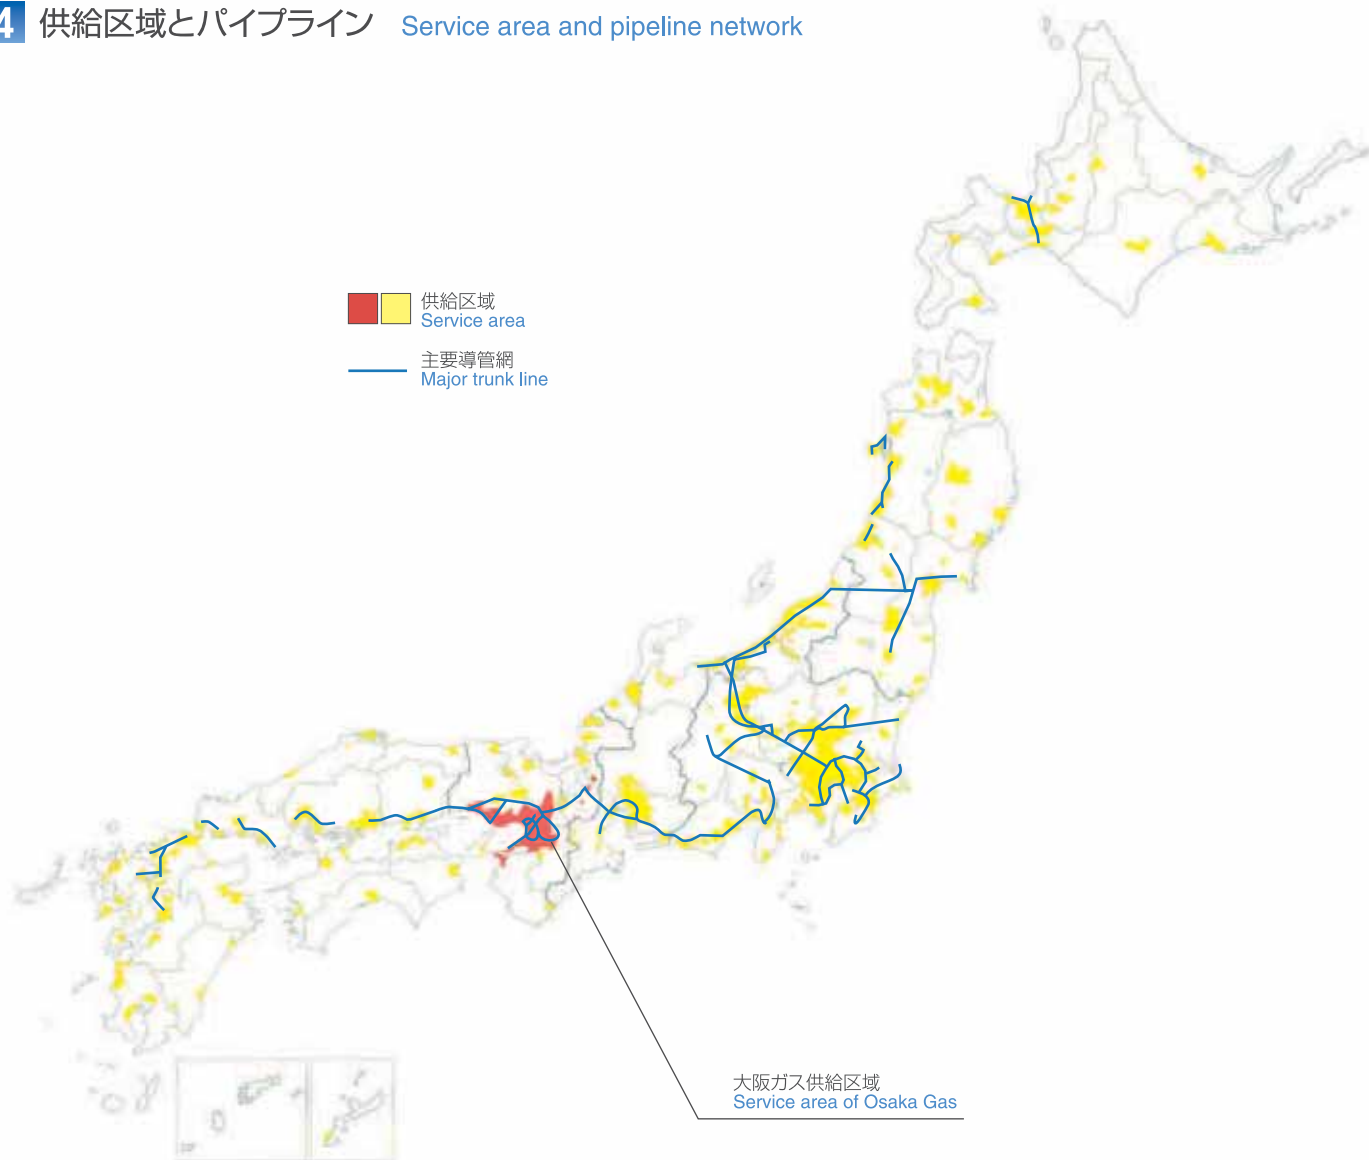 4 供給区域とパイプライン Service area and pipeline network
供給区域
Service area
主要導管網
Major trunk line
大阪ガス供給区域
Service area of Osaka Gas